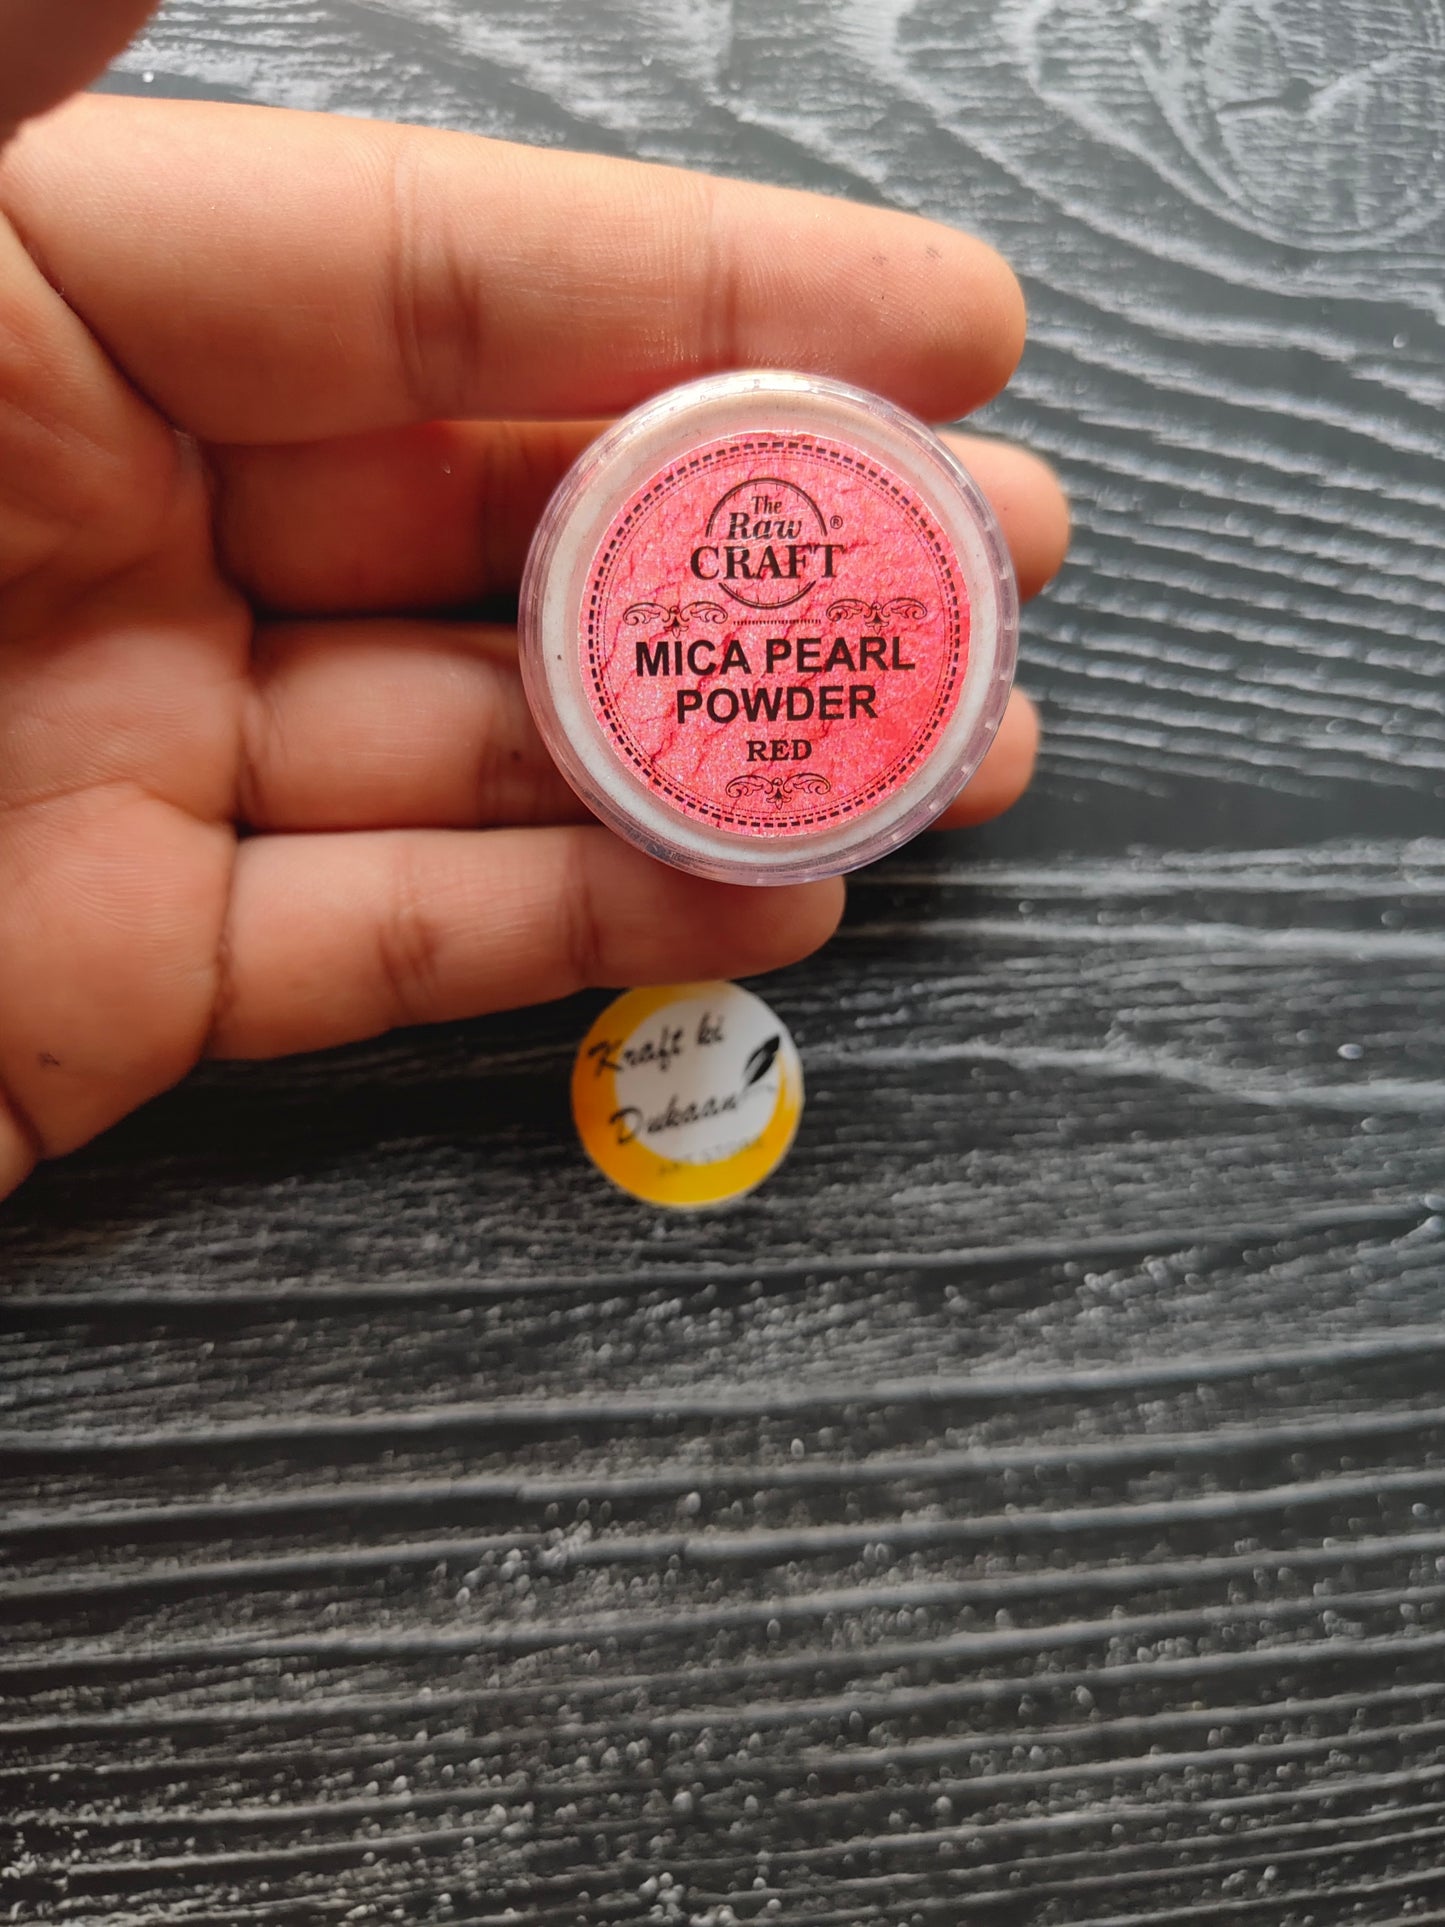 The
Raw ®
CRAFT
MICA PEARL
POWDER
RED
Kraft ki
Dukaan